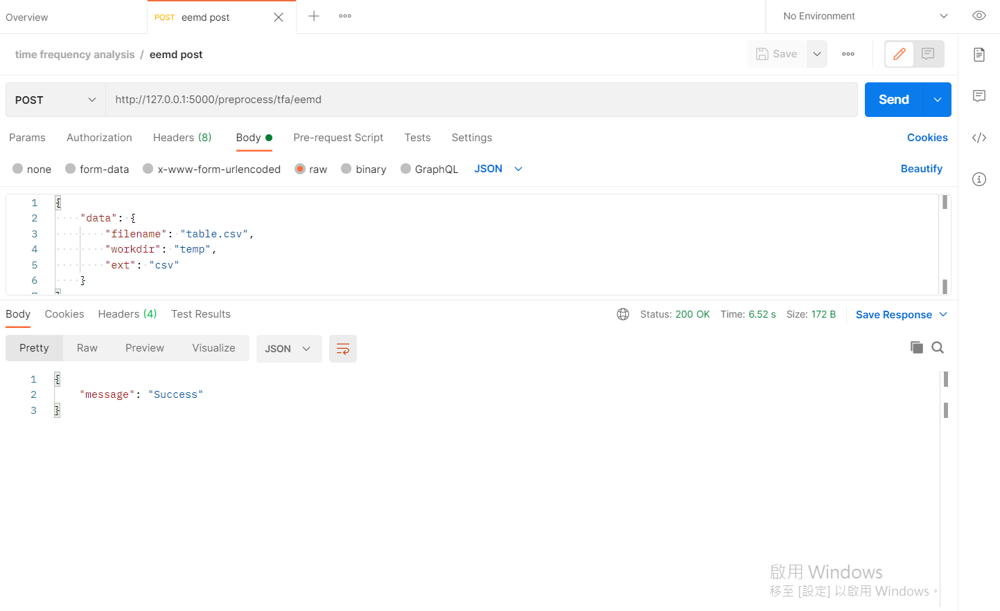 Overview
POST eemd post
No Environment
time frequency analysis / eemd post
Save
POST
http://127.0.0.1:5000/preprocess/tfa/eemd
Send
Params Authorization Headers (8) Body Pre-request Script Tests Settings Cookies
none form-data x-www-form-urlencoded raw binary GraphQL JSON Beautify
1 {
2 "data": {
3 "filename": "table.csv",
4 "workdir": "temp",
5 "ext": "csv"
6 }
7 }
Body Cookies Headers (4) Test Results Status: 200 OK Time: 6.52 s Size: 172 B Save Response
Pretty Raw Preview Visualize JSON
1 {
2 "message": "Success"
3 }
啟用 Windows
移至 [設定] 以啟用 Windows。